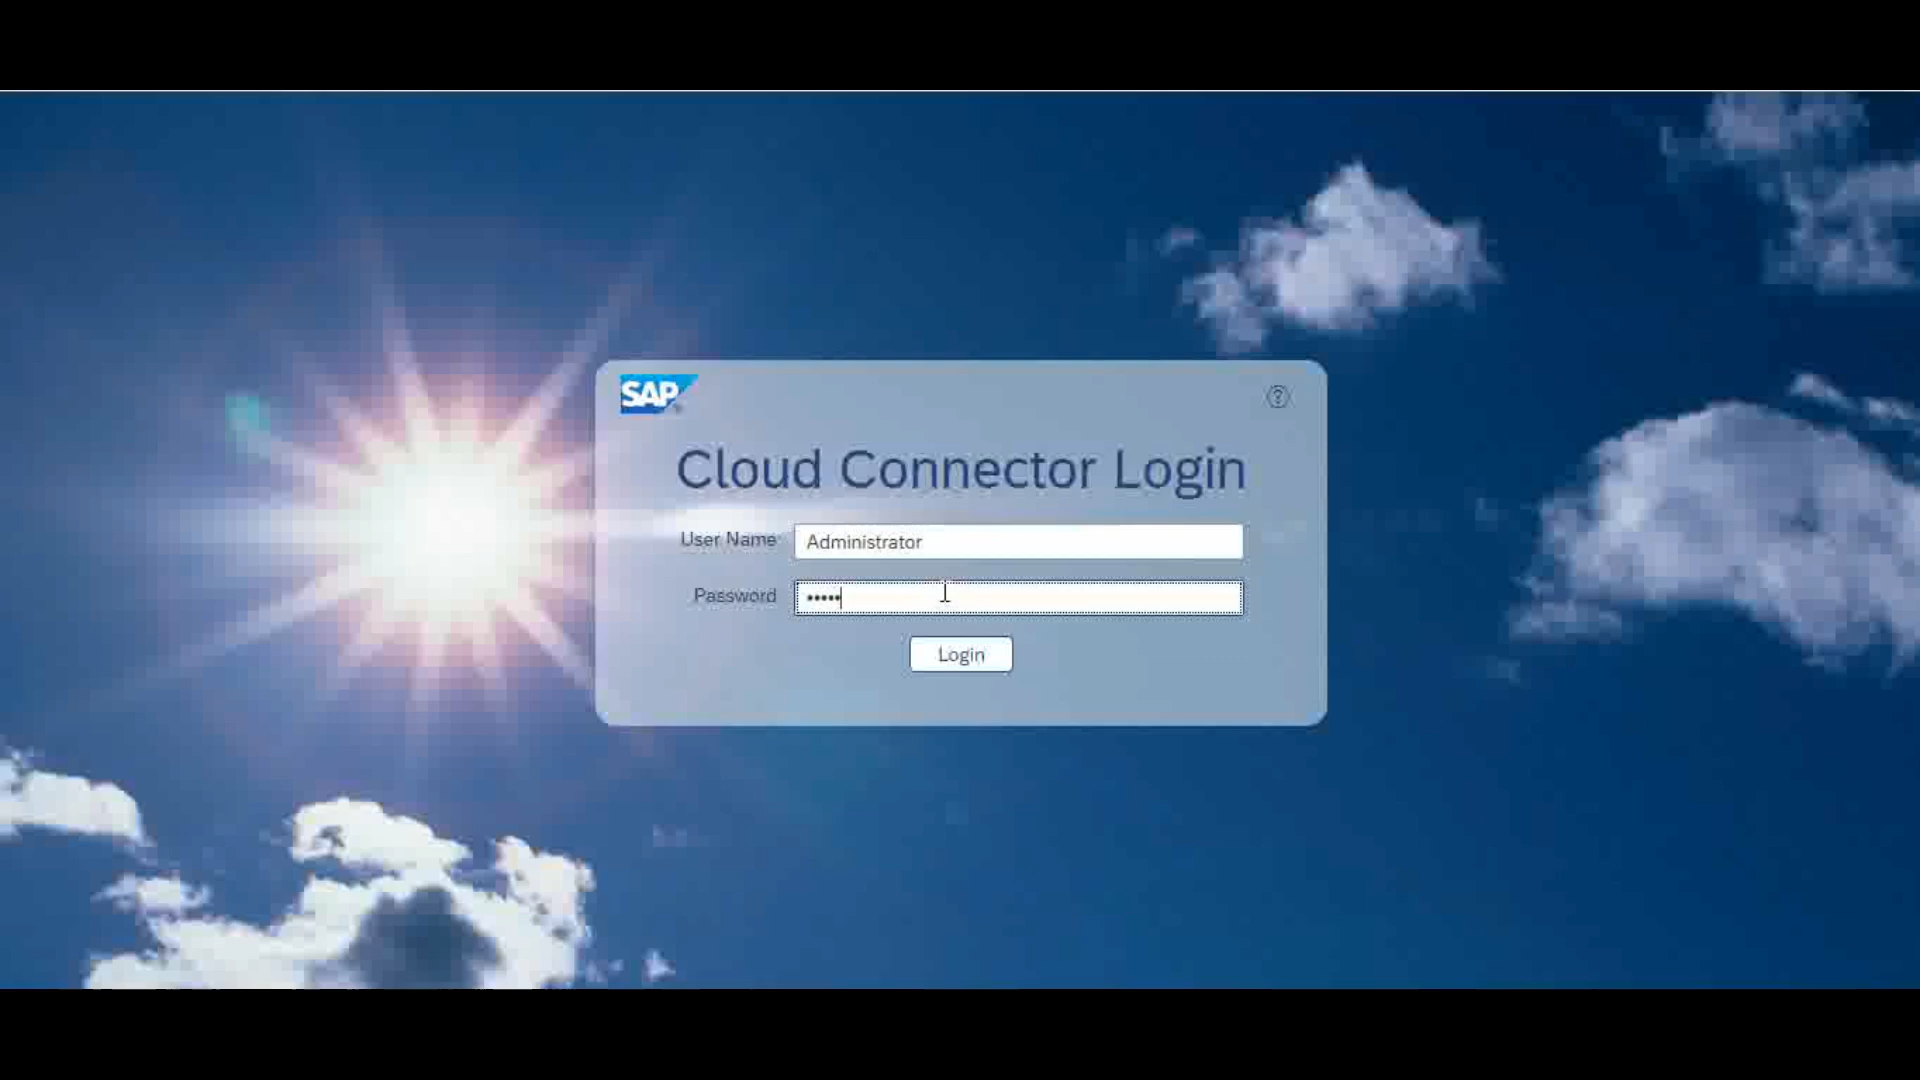 SAP
Cloud Connector Login
User Name
Administrator
Password
•••••
Login